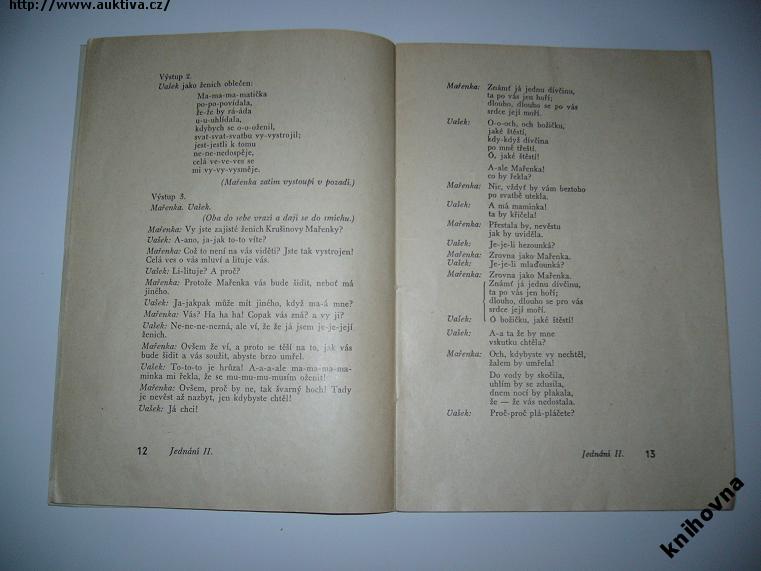 http://www.auktiva.cz/
Výstup 2.
Vašek jako ženich oblečen:
Ma-ma-ma-matička
po-po-povídala,
že-že by rá-áda
u-u-uhlídala,
kdybych se o-o-oženil,
svat-svat-svatbu vy-vystrojil;
jest-jestli k tomu
ne-ne-nedospěje,
celá ve-ve-ves se
mi vy-vy-vysměje.
(Mařenka zatím vystoupí v pozadí.)
Výstup 3.
Mařenka. Vašek.
(Oba do sebe vrazí a dají se do smíchu.)
Mařenka: Vy jste zajisté ženich Krušinovy Mařenky?
Vašek: A-ano, ja-jak to-to víte?
Mařenka: Což to není na vás viděti? Jste tak vystrojen!
Celá ves o vás mluví a lituje vás.
Vašek: Li-lituje? A proč?
Mařenka: Protože Mařenka vás bude šidit, neboť má
jiného.
Vašek: Ja-jakpak může mít jiného, když ma-á mne?
Mařenka: Vás? Ha ha ha! Copak vás zná? a vy ji?
Vašek: Ne-ne-ne-nezná, ale ví, že že já jsem je-je-její
ženich.
Mařenka: Ovšem že ví, a proto se těší na to, jak vás
bude šidit a vás soužit, abyste brzo umřel.
Vašek: To-to-to je hrůza! A-a-a-ale ma-ma-ma-ma-
minka mi řekla, že se mu-mu-mu-musím oženit!
Mařenka: Ovšem, proč by ne, tak švarný hoch! Tady
je nevěst až nazbyt, jen kdybyste chtěl!
Vašek: Já chci!
12 Jednání II.
Mařenka: Známť já jednu dívčinu,
ta po vás jen hoří;
dlouho, dlouho se po vás
srdce její moří.
Vašek: O-o-och, och božíčku,
jaké štěstí,
kdy-když dívčina
po mně třeští.
Ó, jaké štěstí!
A-ale Mařenka!
co by řekla?
Mařenka: Nic, vždyť by vám beztoho
po svatbě utekla.
Vašek: A má maminka!
ta by křičela!
Mařenka: Přestala by, nevěstu
jak by uviděla.
Vašek: Je-je-li hezounká?
Mařenka: Zrovna jako Mařenka.
Vašek: Je-je-li mlaďounká?
Mařenka: Zrovna jako Mařenka.
Známť já jednu dívčinu,
ta po vás jen hoří;
dlouho, dlouho se pro vás
srdce její moří.
Vašek: Ó božíčku, jaké štěstí!
Vašek: A-a ta že by mne
vskutku chtěla?
Mařenka: Och, kdybyste vy nechtěl,
žalem by umřela!
Do vody by skočila,
uhlím by se zdusila,
dnem nocí by plakala,
že — že vás nedostala.
Vašek: Proč-proč plá-pláčete?
Jednání II. 13
knihovna